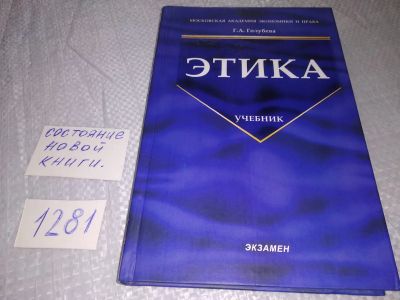 МОСКОВСКАЯ АКАДЕМИЯ ЭКОНОМИКИ И ПРАВА
Г.А. Голубева
ЭТИКА
УЧЕБНИК
ЭКЗАМЕН
состояние
новой
книги.
1281